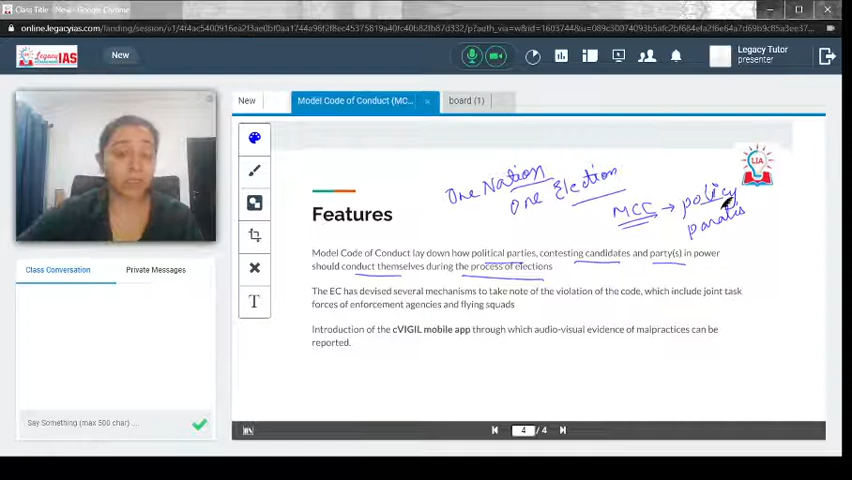 Class Title - New - Google Chrome
New
Legacy IAS
Legacy Tutor
presenter
New
Model Code of Conduct (MC...
×
board (1)
LIA
One Nation
One Election
MCC → policy
Features
Model Code of Conduct lay down how political parties, contesting candidates and party(s) in power
should conduct themselves during the process of elections
The EC has devised several mechanisms to take note of the violation of the code, which include joint task
forces of enforcement agencies and flying squads
Introduction of the cVIGIL mobile app through which audio-visual evidence of malpractices can be
reported.
T
Class Conversation
Private Messages
Say Something (max 500 char) ...
4 / 4